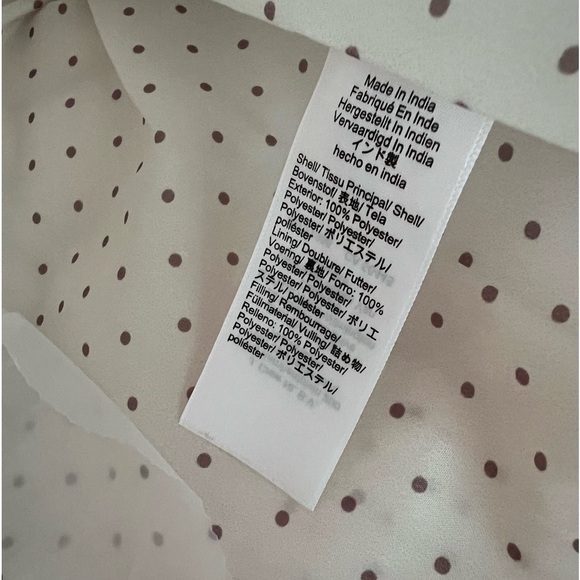 Made In India
Fabriqué En Inde
Hergestellt In Indien
Vervaardigd In India
インド製
hecho en india
Shell/ Tissu Principal/ Shell/
Bovenstof/ 表地/ Tela
Exterior: 100% Polyester/
Polyester/ Polyester/
Polyester/ ポリエステル/
poliéster
Lining/ Doublure/ Futter/
Voering/ 裏地/ Forro: 100%
Polyester/ Polyester/
Polyester/ Polyester/ ポリエ
ステル/ poliéster
Filling/ Rembourrage/
Füllmaterial/ Vulling/ 詰め物/
Relleno: 100% Polyester/
Polyester/ Polyester/
Polyester/ ポリエステル/
poliéster